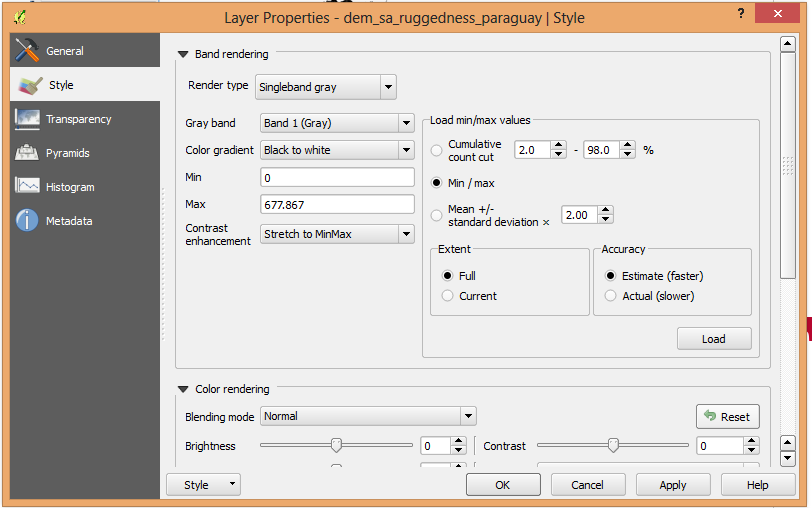 Layer Properties - dem_sa_ruggedness_paraguay | Style
?
General
Style
Transparency
Pyramids
Histogram
Metadata
Band rendering
Render type Singleband gray
Gray band Band 1 (Gray)
Color gradient Black to white
Min 0
Max 677.867
Contrast
enhancement Stretch to MinMax
Load min/max values
Cumulative
count cut 2.0 - 98.0 %
Min / max
Mean +/-
standard deviation × 2.00
Extent
Full
Current
Accuracy
Estimate (faster)
Actual (slower)
Load
Color rendering
Blending mode Normal
Reset
Brightness 0 Contrast 0
Style OK Cancel Apply Help